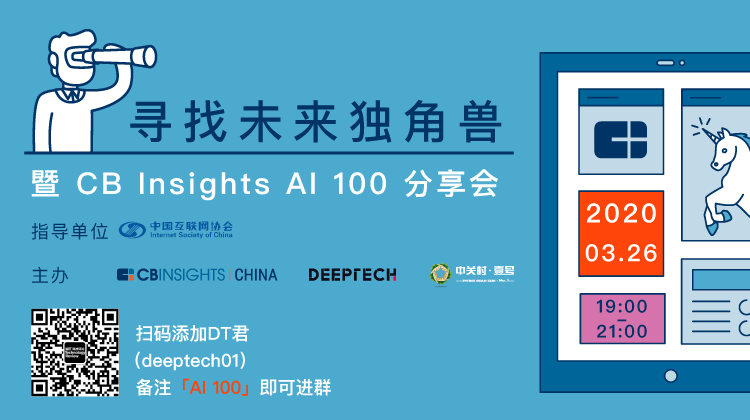 寻找未来独角兽
暨 CB Insights AI 100 分享会
指导单位 中国互联网协会
Internet Society of China
主办 CBINSIGHTS | CHINA DEEPTECH 中关村·壹号
扫码添加DT君
(deeptech01)
备注「AI 100」即可进群
2020
03.26
19:00
–
21:00